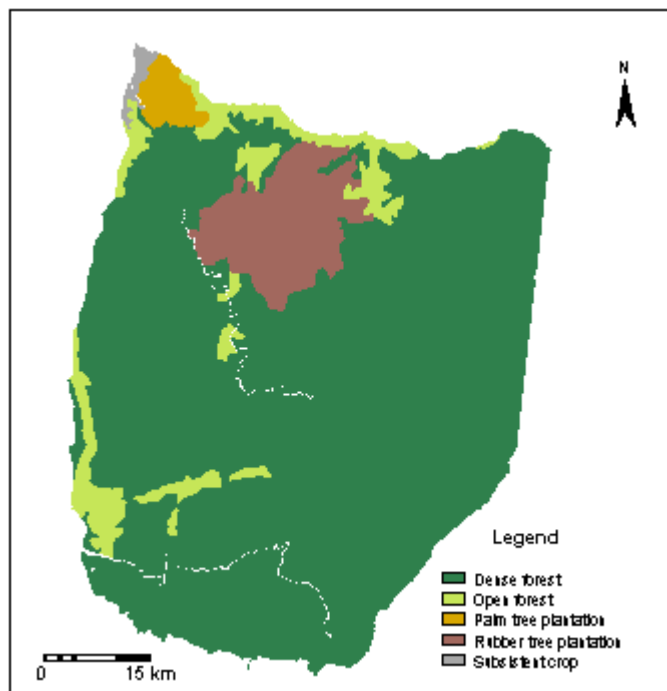 N
Legend
Dense forest
Open forest
Palm tree plantation
Rubber tree plantation
Subsistent crop
0 15 km